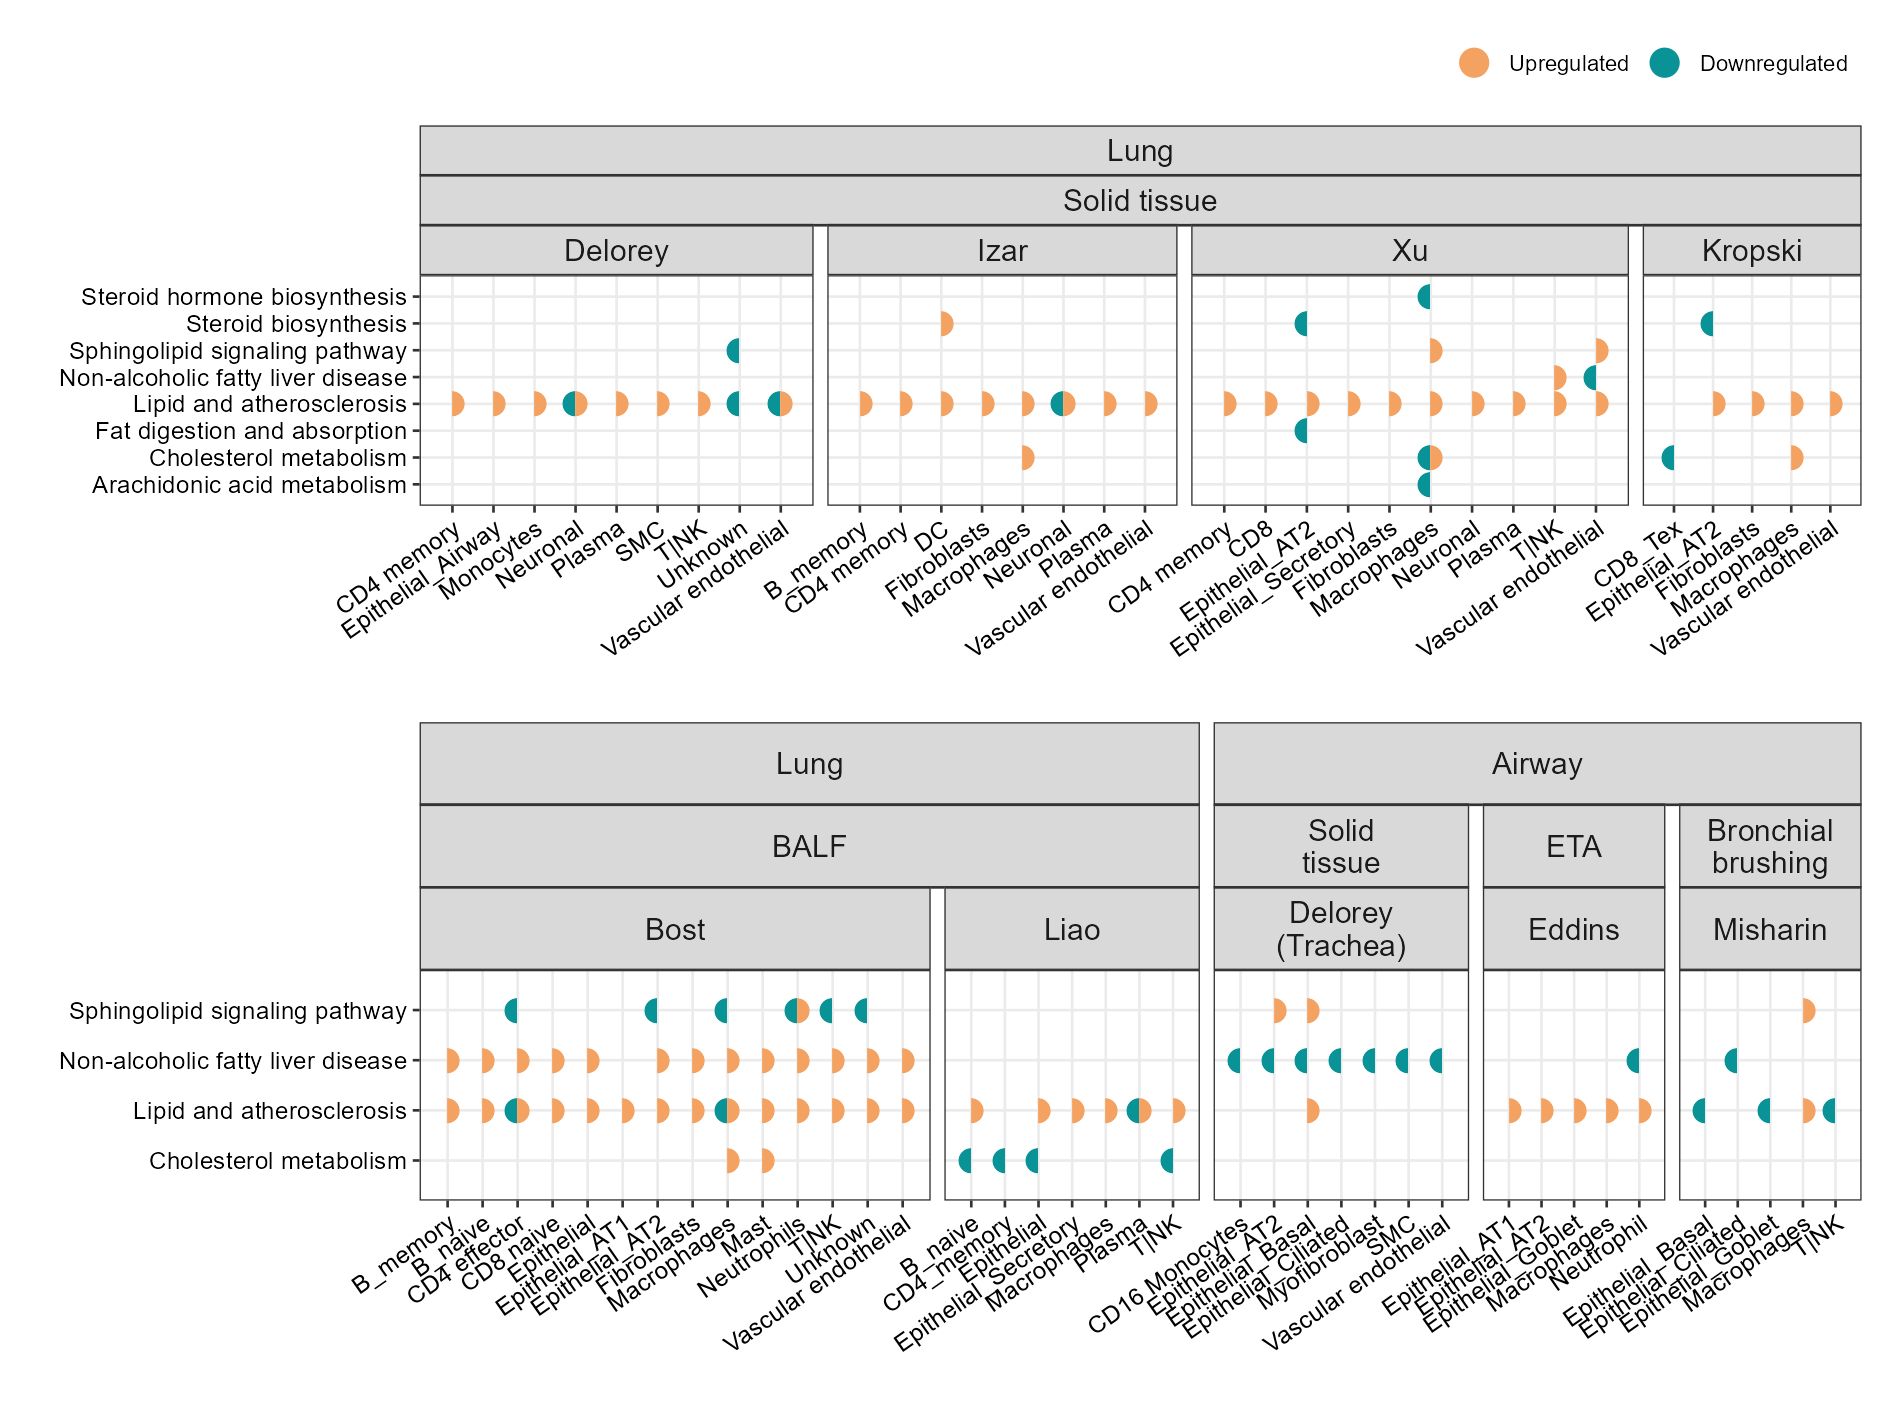 Upregulated
Downregulated
Lung
Solid tissue
Delorey
Izar
Xu
Kropski
Steroid hormone biosynthesis
Steroid biosynthesis
Sphingolipid signaling pathway
Non-alcoholic fatty liver disease
Lipid and atherosclerosis
Fat digestion and absorption
Cholesterol metabolism
Arachidonic acid metabolism
CD4 memory
Epithelial_Airway
Monocytes
Neuronal
Plasma
SMC
T|NK
Unknown
Vascular endothelial
B_memory
CD4 memory
DC
Fibroblasts
Macrophages
Neuronal
Plasma
Vascular endothelial
CD4 memory
CD8
Epithelial_AT2
Epithelial_Secretory
Fibroblasts
Macrophages
Neuronal
Plasma
T|NK
Vascular endothelial
CD8_Tex
Epithelial_AT2
Fibroblasts
Macrophages
Vascular endothelial
Lung
Airway
BALF
Solid
tissue
ETA
Bronchial
brushing
Bost
Liao
Delorey
(Trachea)
Eddins
Misharin
Sphingolipid signaling pathway
Non-alcoholic fatty liver disease
Lipid and atherosclerosis
Cholesterol metabolism
B_memory
B_naive
CD4 effector
CD8 naive
Epithelial
Epithelial_AT1
Epithelial_AT2
Fibroblasts
Macrophages
Mast
Neutrophils
T|NK
Unknown
Vascular endothelial
B_naive
CD4_memory
Epithelial
Epithelial_Secretory
Macrophages
Plasma
T|NK
CD16 Monocytes
Epithelial_AT2
Epithelial_Basal
Epithelial_Ciliated
Myofibroblast
SMC
Vascular endothelial
Epithelial_AT1
Epithelial_AT2
Epithelial_Goblet
Macrophages
Neutrophil
Epithelial_Basal
Epithelial_Ciliated
Epithelial_Goblet
Macrophages
T|NK